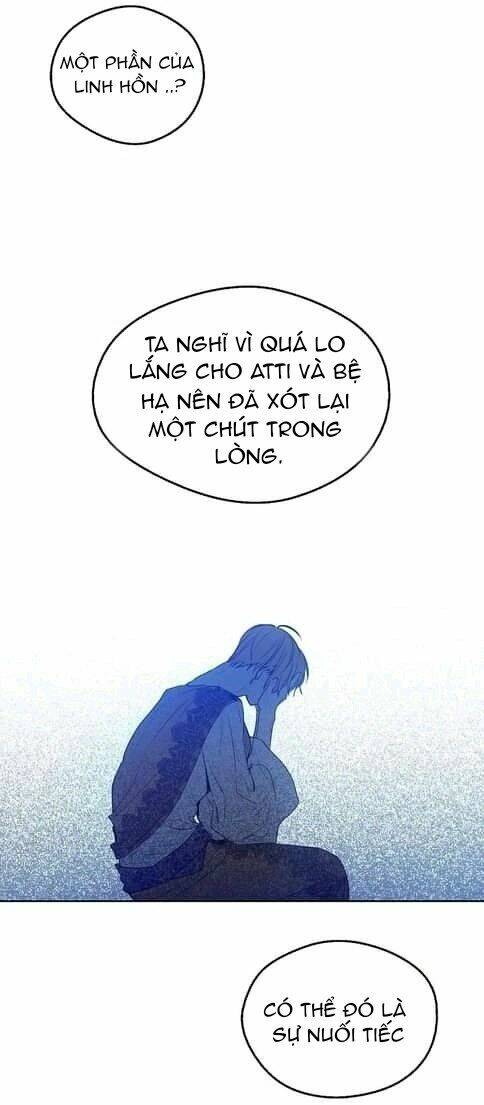 MỘT PHẦN CỦA
LINH HỒN ..?
TA NGHĨ VÌ QUÁ LO
LẮNG CHO ATTI VÀ BỆ
HẠ NÊN ĐÃ XÓT LẠI
MỘT CHÚT TRONG
LÒNG.
CÓ THỂ ĐÓ LÀ
SỰ NUỐI TIẾC